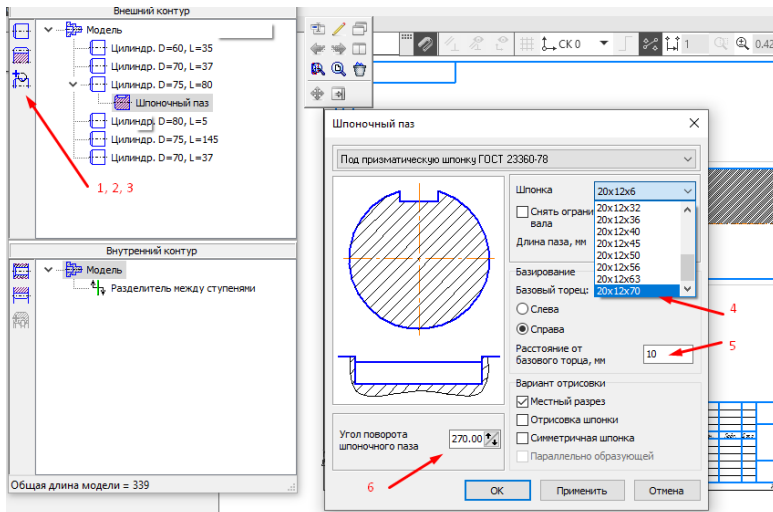 Внешний контур
Модель
Цилиндр. D=60, L=35
Цилиндр. D=70, L=37
Цилиндр. D=75, L=80
Шпоночный паз
Цилиндр. D=80, L=5
Цилиндр. D=75, L=145
Цилиндр. D=70, L=37
1, 2, 3
Внутренний контур
Модель
Разделитель между ступенями
Общая длина модели = 339
СК 0
1
0.42
Шпоночный паз
Под призматическую шпонку ГОСТ 23360-78
Шпонка
20x12x6
Снять ограни
вала
Длина паза, мм
20x12x32
20x12x36
20x12x40
20x12x45
20x12x50
20x12x56
20x12x63
20x12x70
4
Базирование
Базовый торец:
Слева
Справа
Расстояние от
базового торца, мм
10
5
Вариант отрисовки
Местный разрез
Отрисовка шпонки
Симметричная шпонка
Параллельно образующей
Угол поворота
шпоночного паза
270.00
6
ОК
Применить
Отмена